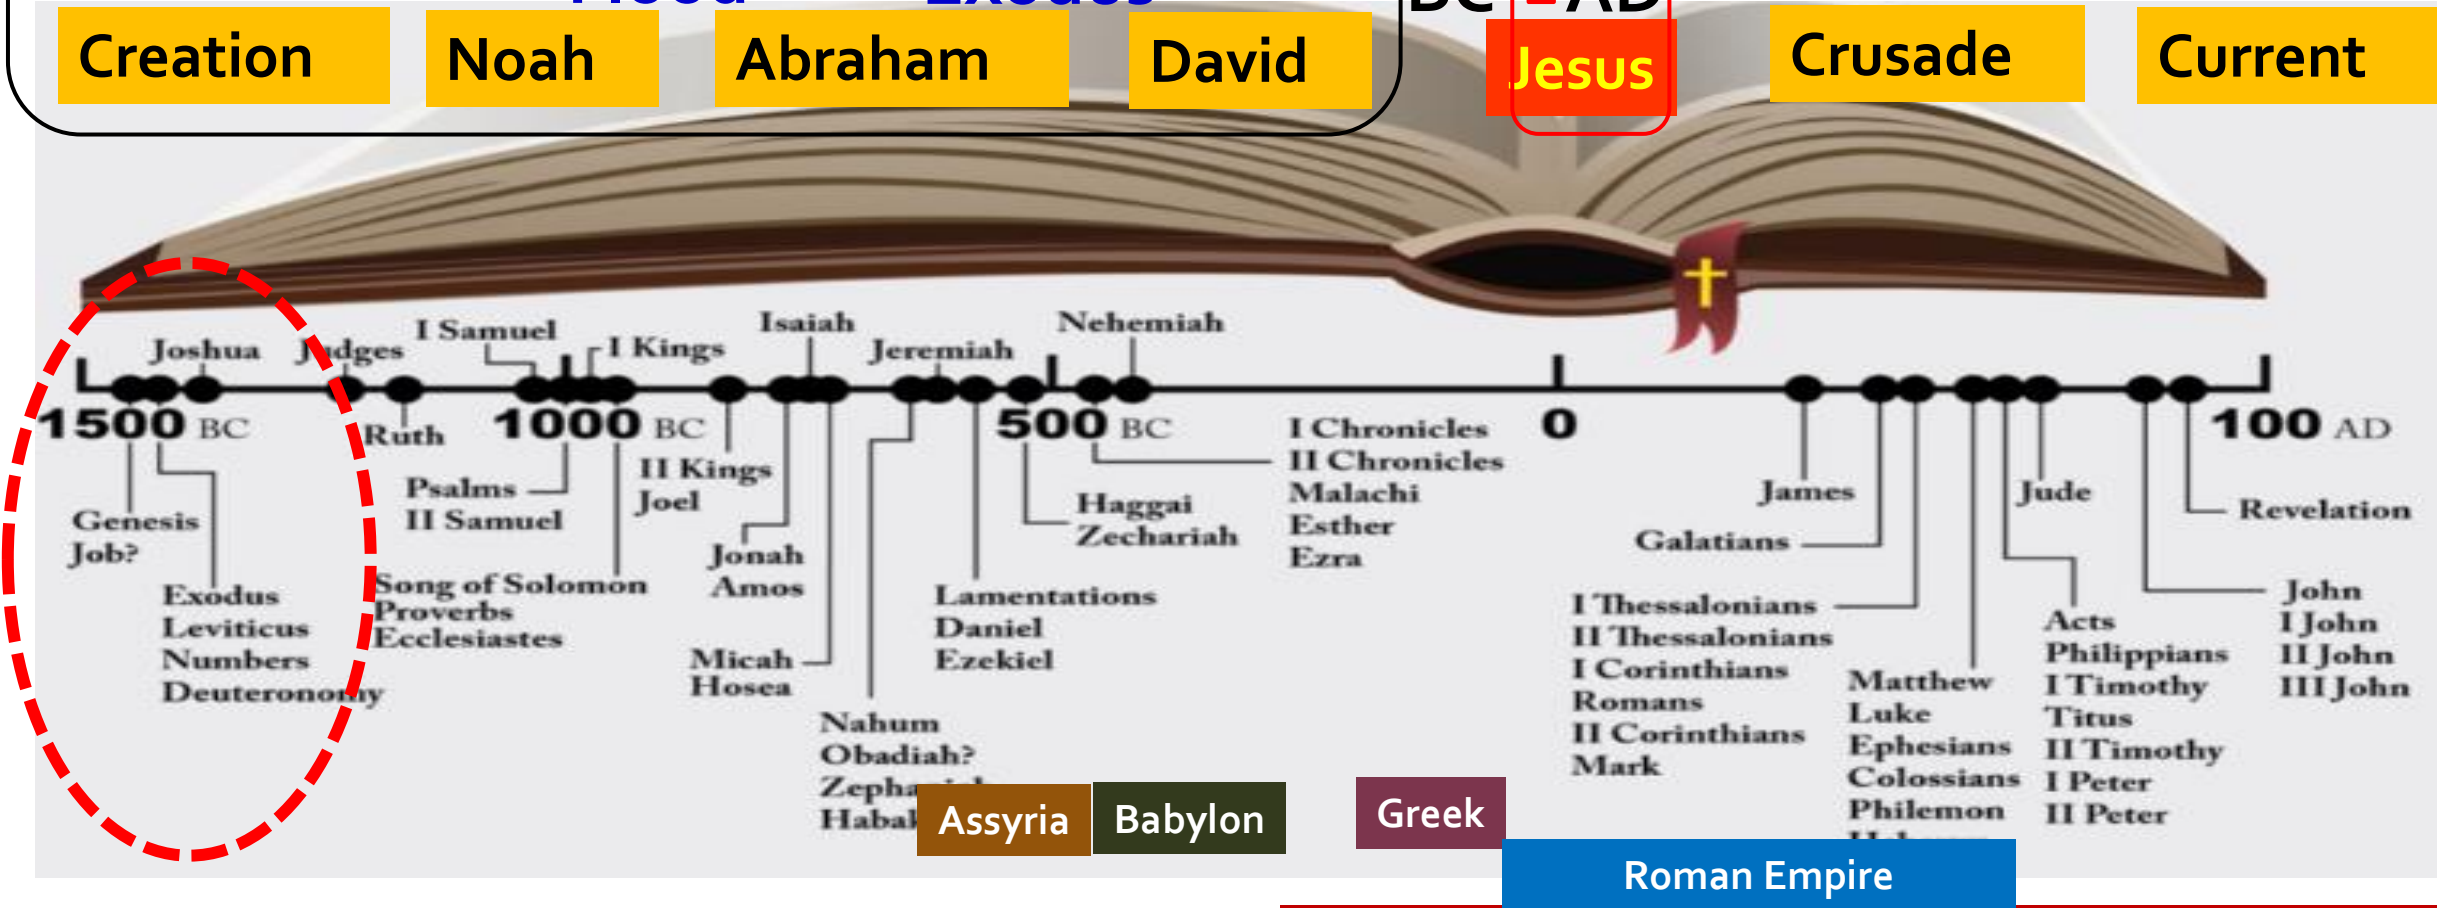 Flood Exodus
BC AD
Creation Noah Abraham David Jesus Crusade Current
Isaiah Nehemiah
I Samuel
Joshua Judges I Kings Jeremiah
1500 BC 1000 BC 500 BC 0 100 AD
Ruth
Genesis
Job?
Exodus
Leviticus
Numbers
Deuteronomy
Psalms
II Samuel
Song of Solomon
Proverbs
Ecclesiastes
II Kings
Joel
Jonah
Amos
Micah
Hosea
Nahum
Obadiah?
Lamentations
Daniel
Ezekiel
Haggai
Zechariah
I Chronicles
II Chronicles
Malachi
Esther
Ezra
James
Galatians
I Thessalonians
II Thessalonians
I Corinthians
Romans
II Corinthians
Mark
Matthew
Luke
Ephesians
Colossians
Philemon
Jude
Acts
Philippians
I Timothy
Titus
II Timothy
I Peter
II Peter
Revelation
John
I John
II John
III John
Assyria Babylon Greek
Roman Empire